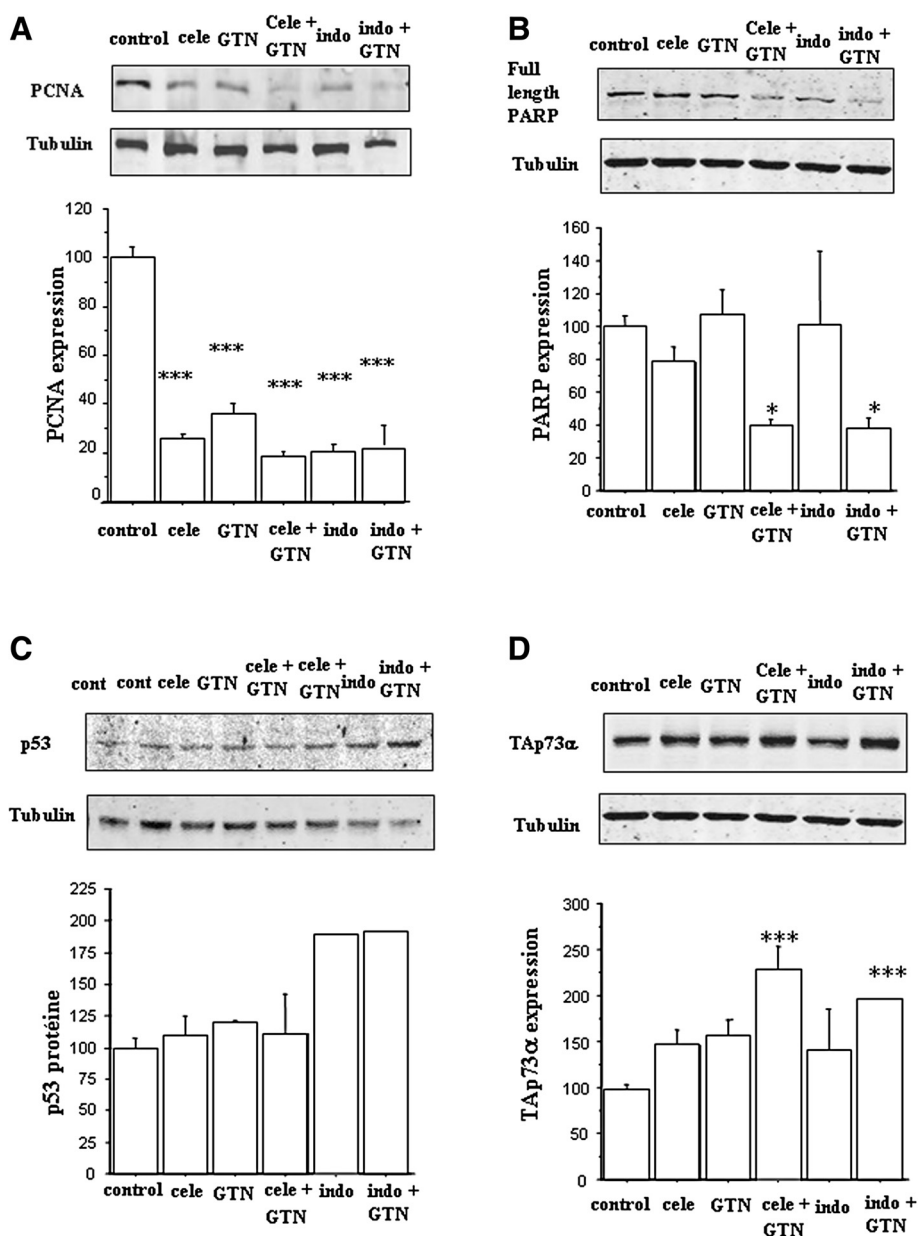 A
control cele GTN Cele + GTN indo indo + GTN
PCNA
Tubulin
120
100
80
60
40
20
0
PCNA expression
***
***
***
***
***
control cele GTN cele + GTN indo indo + GTN
B
control cele GTN Cele + GTN indo indo + GTN
Full length PARP
Tubulin
160
140
120
100
80
60
40
20
0
PARP expression
*
*
control cele GTN cele + GTN indo indo + GTN
C
cont cont cele GTN cele + GTN cele + GTN indo indo + GTN
p53
Tubulin
225
200
175
150
125
100
75
50
25
0
p53 protéine
control cele GTN cele + GTN indo indo + GTN
D
control cele GTN Cele + GTN indo indo + GTN
TAp73α
Tubulin
300
250
200
150
100
50
0
TAp73α expression
***
***
control cele GTN cele + GTN indo indo + GTN